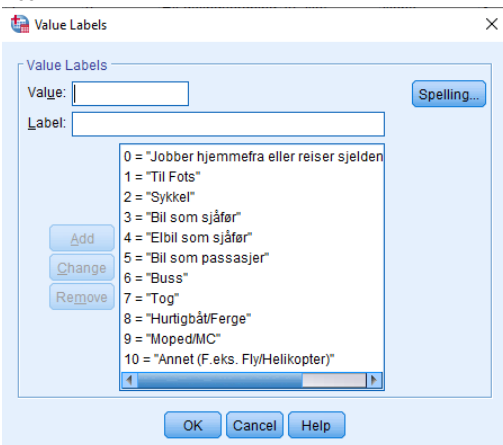 Value Labels
Value Labels
Value:
Spelling...
Label:
0 = "Jobber hjemmefra eller reiser sjelden
1 = "Til Fots"
2 = "Sykkel"
3 = "Bil som sjåfør"
4 = "Elbil som sjåfør"
5 = "Bil som passasjer"
6 = "Buss"
7 = "Tog"
8 = "Hurtigbåt/Ferge"
9 = "Moped/MC"
10 = "Annet (F.eks. Fly/Helikopter)"
Add
Change
Remove
OK Cancel Help